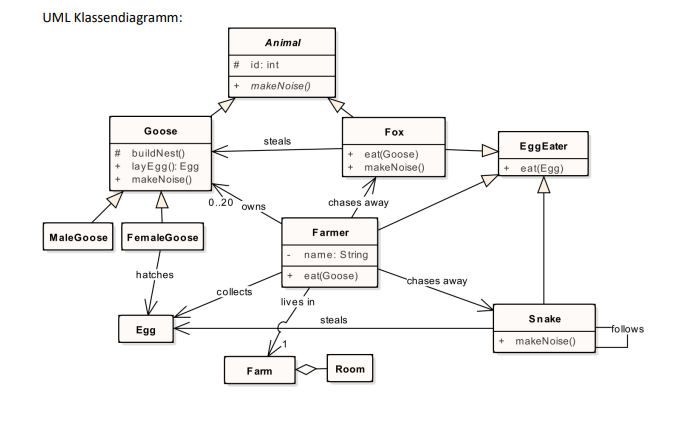 UML Klassendiagramm:
Animal
# id: int
+ makeNoise()
Goose
# buildNest()
+ layEgg(): Egg
+ makeNoise()
steals
Fox
+ eat(Goose)
+ makeNoise()
EggEater
+ eat(Egg)
0..20
owns
chases away
MaleGoose
FemaleGoose
Farmer
- name: String
+ eat(Goose)
hatches
collects
chases away
lives in
Egg
steals
Snake
+ makeNoise()
follows
1
Farm
Room